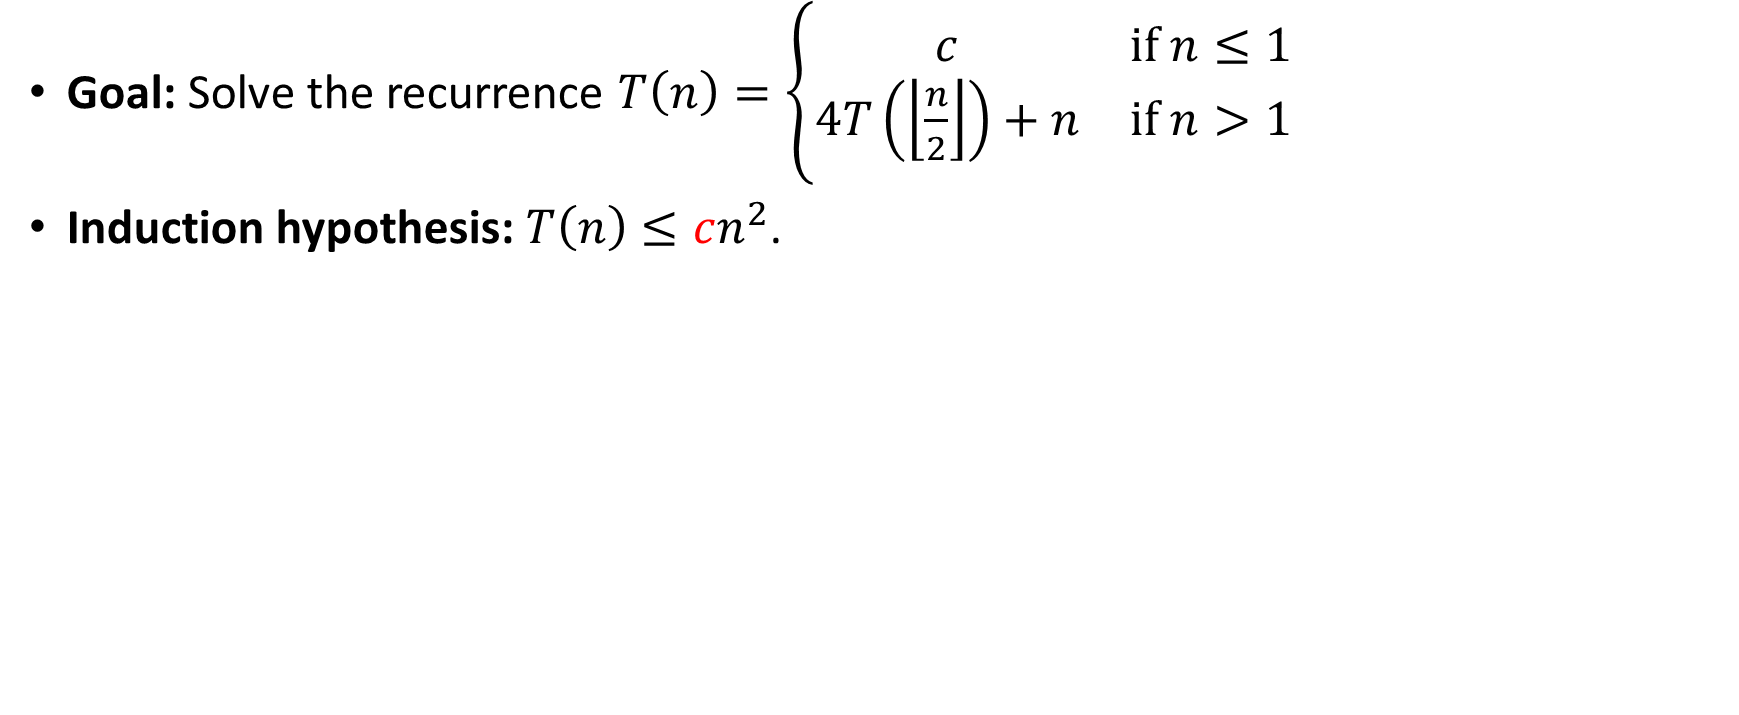 • Goal: Solve the recurrence T(n) = { c if n ≤ 1
4T(⌊n/2⌋) + n if n > 1
• Induction hypothesis: T(n) ≤ cn².